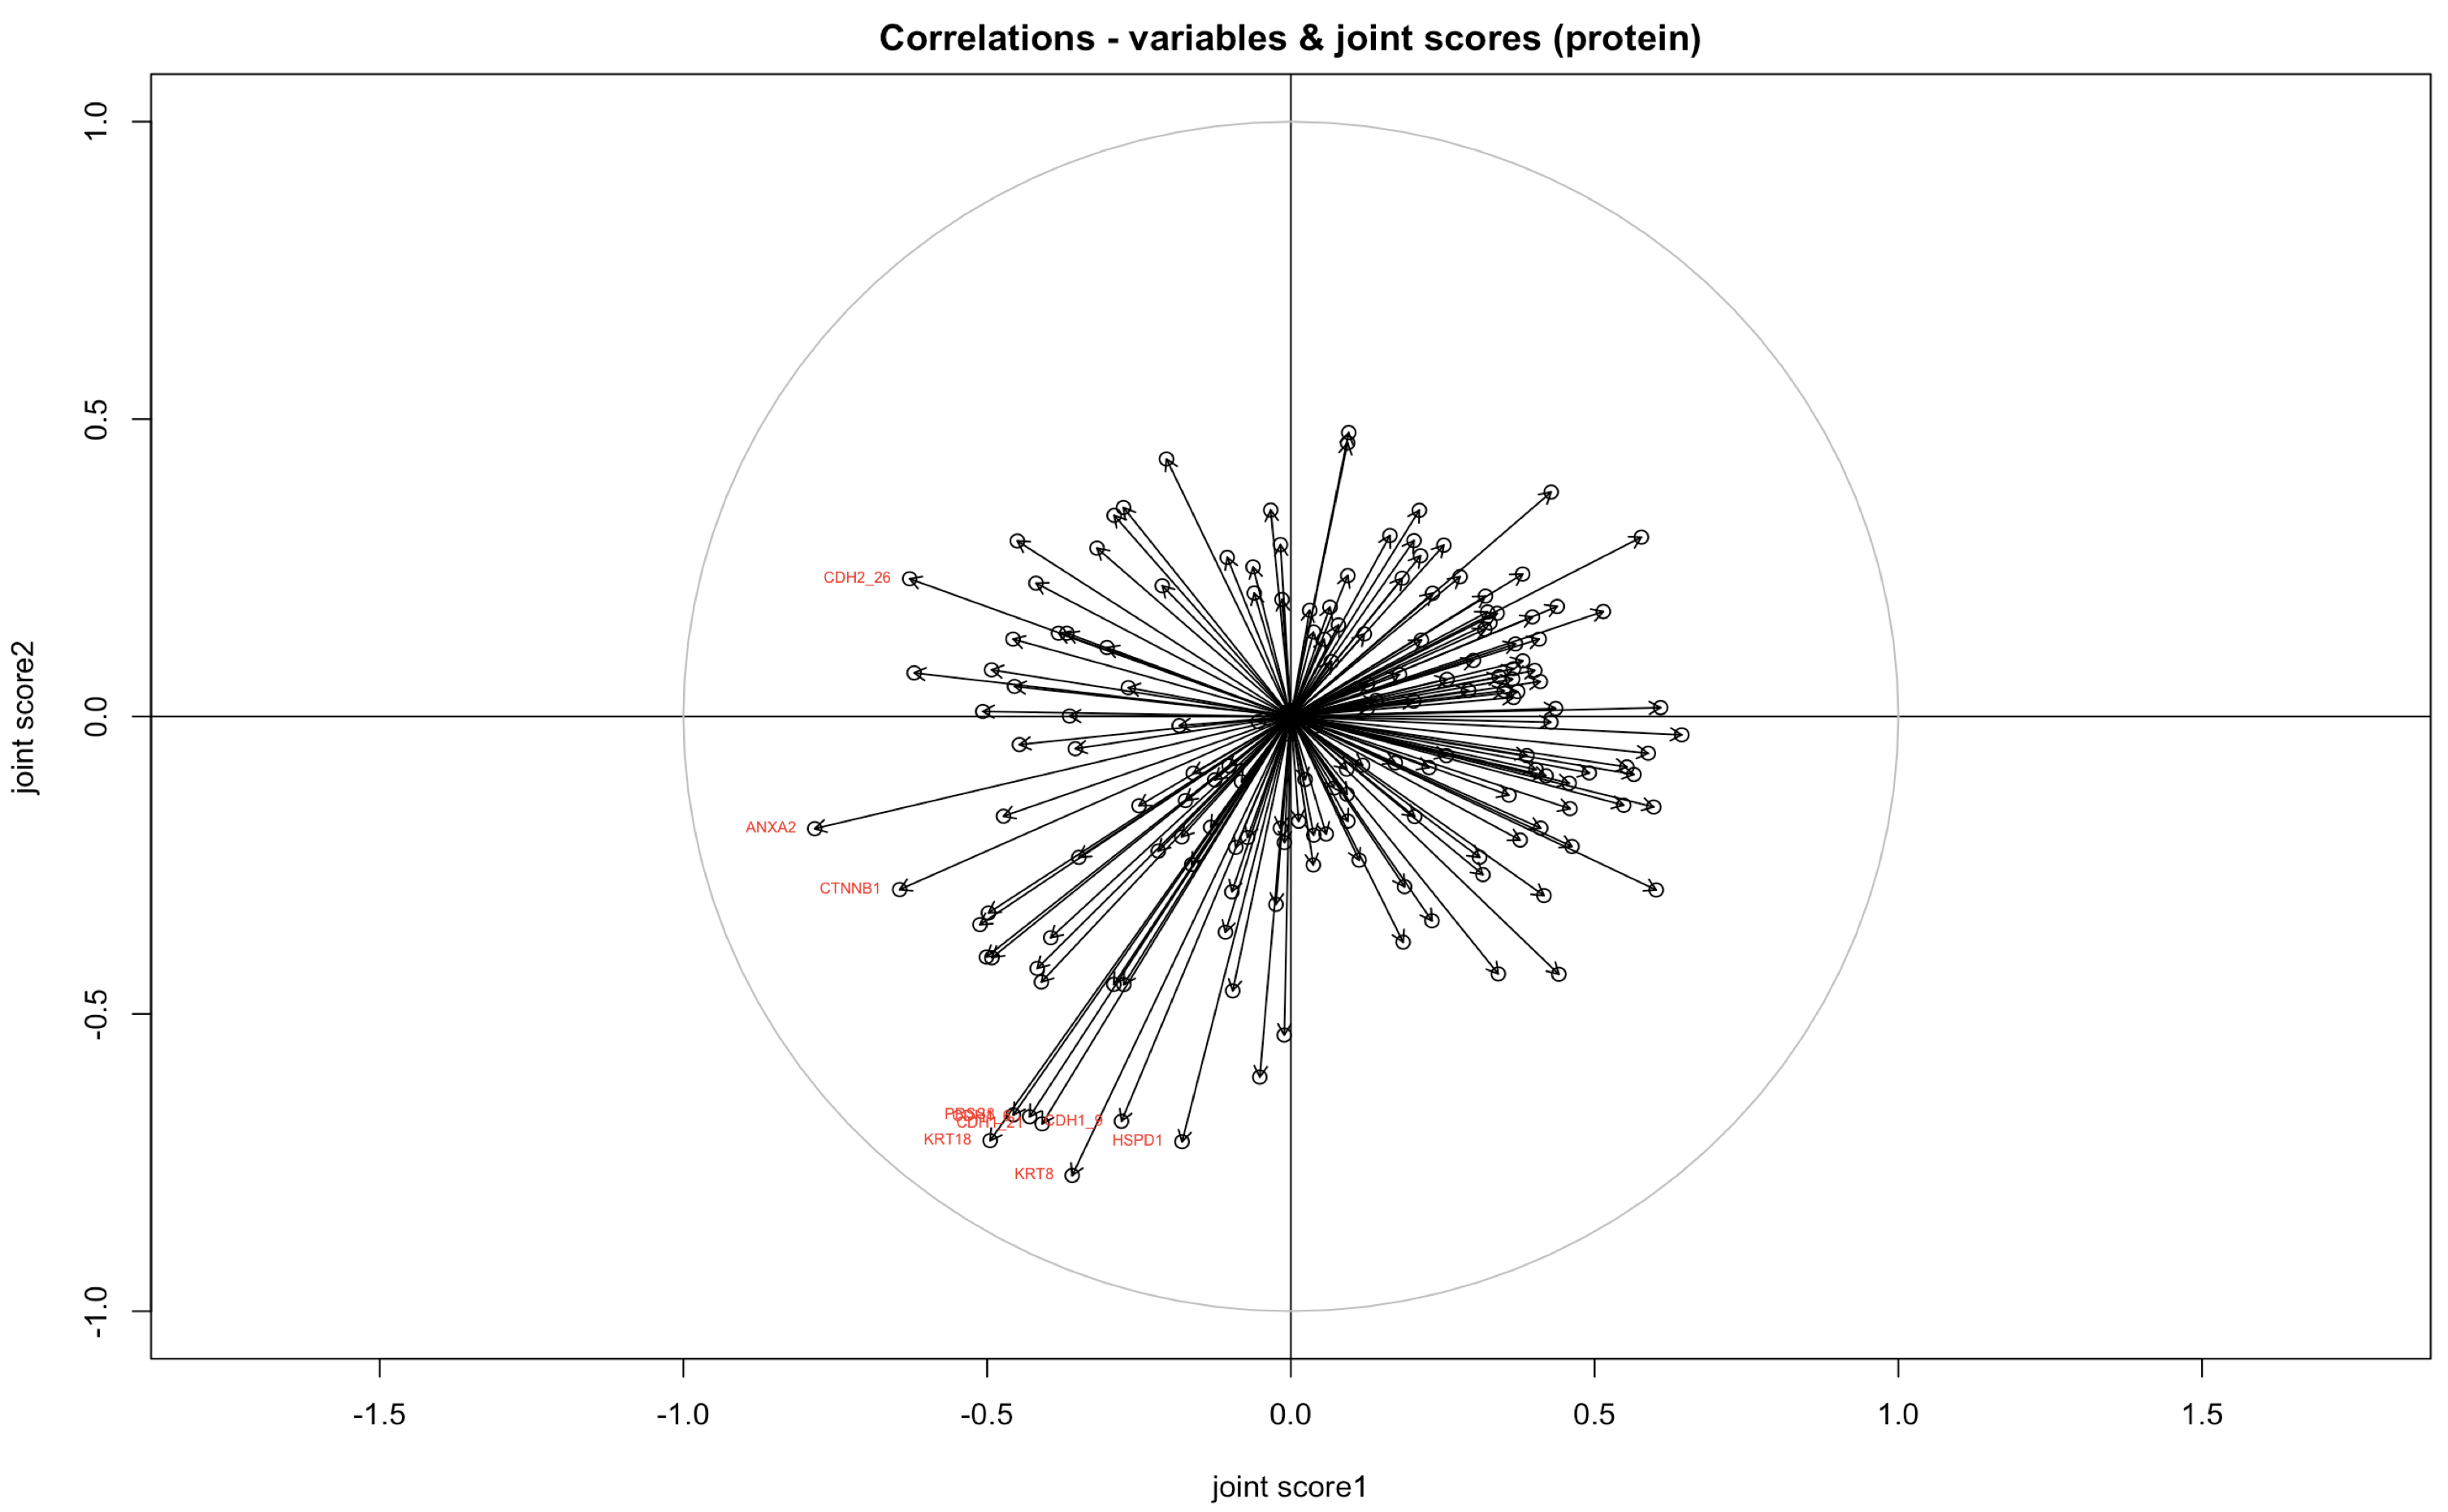 Correlations - variables & joint scores (protein)
1.0
0.5
0.0
-0.5
-1.0
joint score2
CDH2_26
ANXA2
CTNNB1
PRSS8
CDH1_21
CDH1_9
KRT18
HSPD1
KRT8
-1.5
-1.0
-0.5
0.0
0.5
1.0
1.5
joint score1